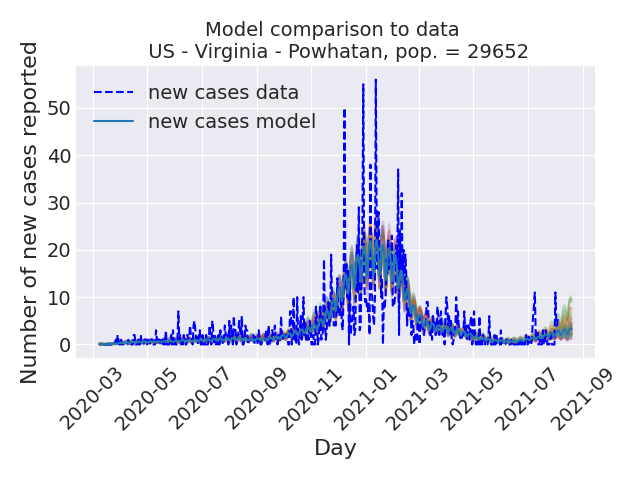 Model comparison to data
US - Virginia - Powhatan, pop. = 29652
Number of new cases reported
new cases data
new cases model
50
40
30
20
10
0
2020-03
2020-05
2020-07
2020-09
2020-11
2021-01
2021-03
2021-05
2021-07
2021-09
Day